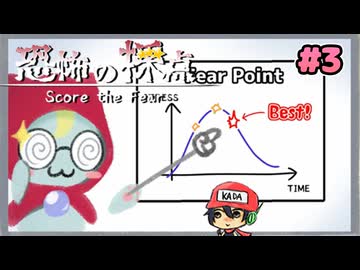 恐怖の採点
Score the Fear
#3
Fear Point
Best!
TIME
KADA